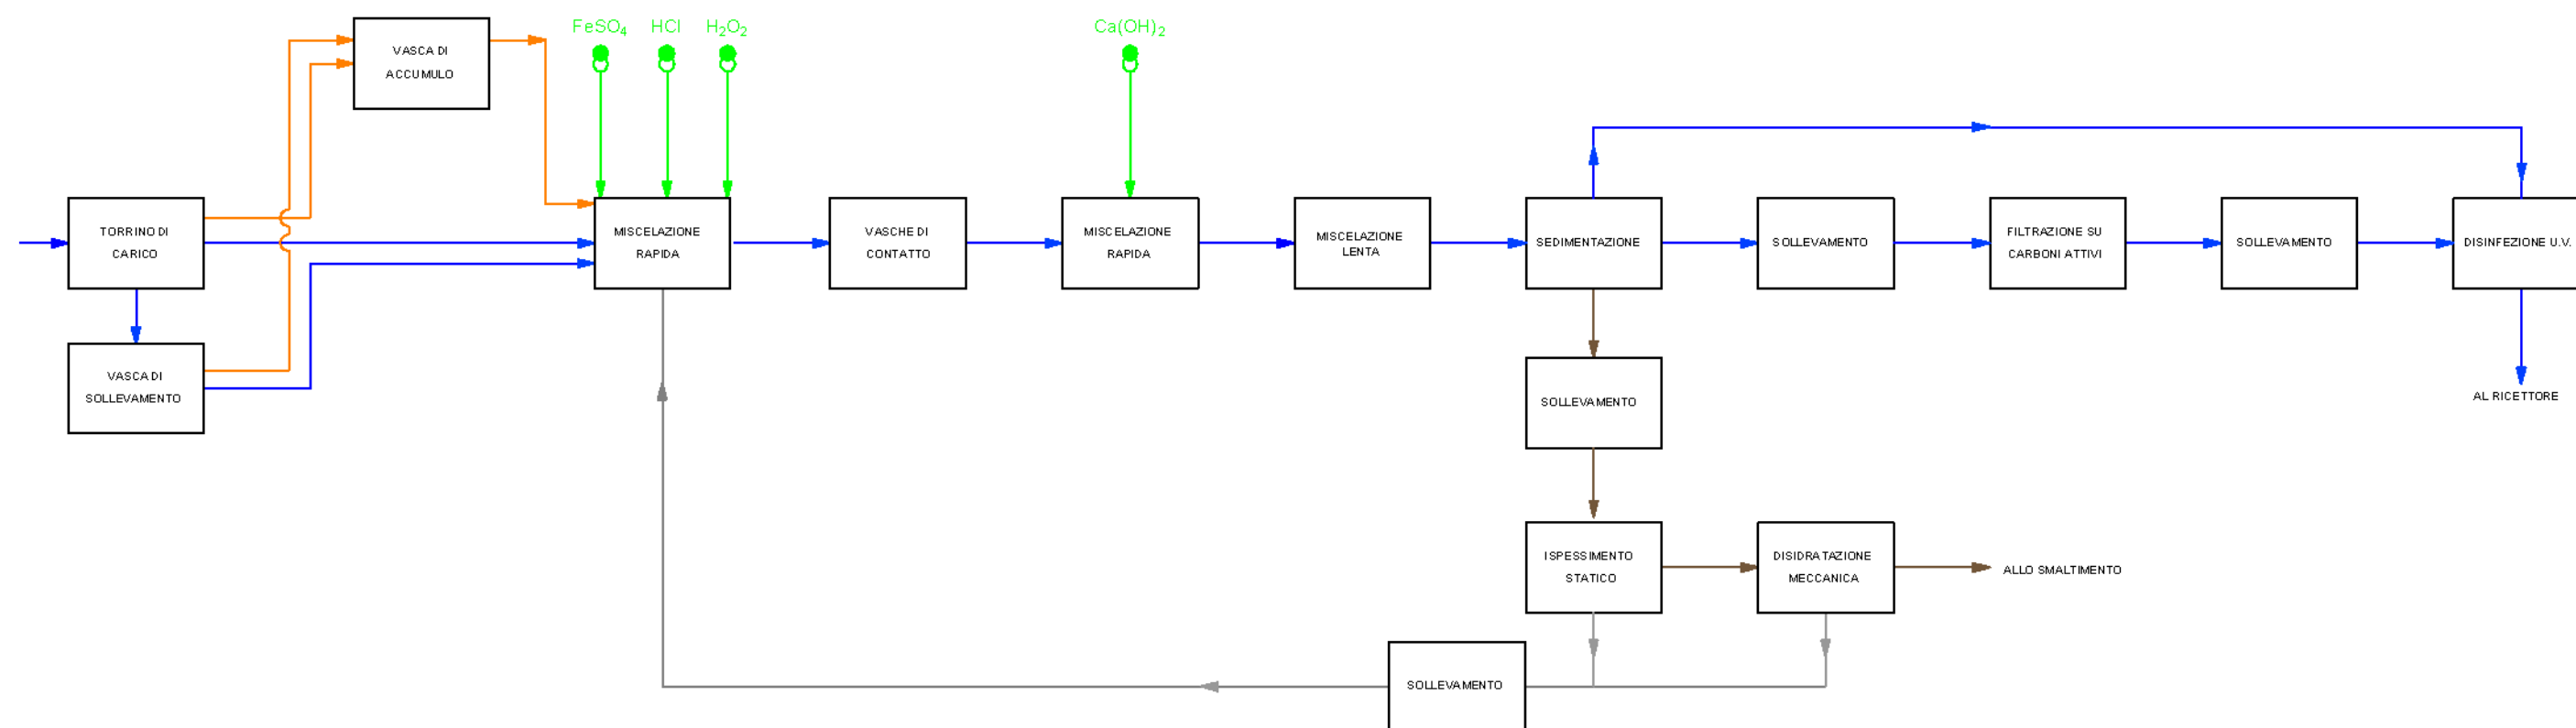 FeSO₄
HCl
H₂O₂
Ca(OH)₂
VASCA DI
ACCUMULO
TORRINO DI
CARICO
MISCELAZIONE
RAPIDA
VASCHE DI
CONTATTO
MISCELAZIONE
RAPIDA
MISCELAZIONE
LENTA
SEDIMENTAZIONE
SOLLEVAMENTO
FILTRAZIONE SU
CARBONI ATTIVI
SOLLEVAMENTO
DISINFEZIONE U.V.
VASCA DI
SOLLEVAMENTO
SOLLEVAMENTO
AL RICETTORE
ISPESSIMENTO
STATICO
DISIDRATAZIONE
MECCANICA
ALLO SMALTIMENTO
SOLLEVAMENTO